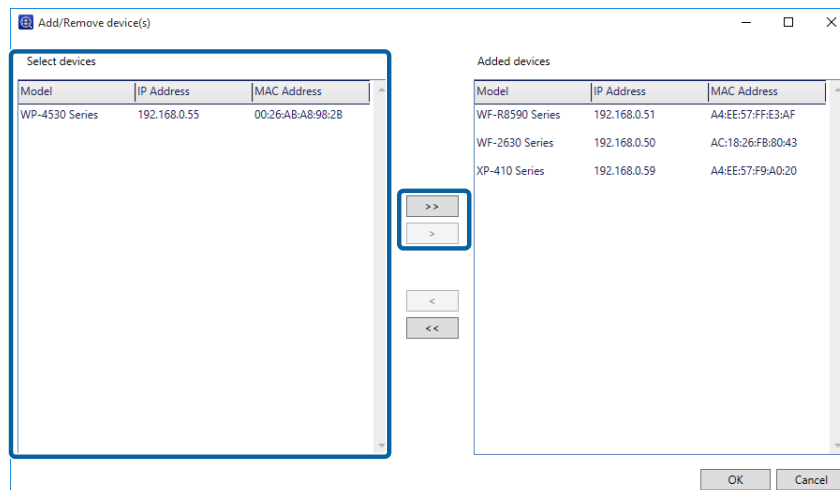 Add/Remove device(s)
Select devices
Model IP Address MAC Address
WP-4530 Series 192.168.0.55 00:26:AB:A8:98:2B
>>
>
<
<<
Added devices
Model IP Address MAC Address
WF-R8590 Series 192.168.0.51 A4:EE:57:FF:E3:AF
WF-2630 Series 192.168.0.50 AC:18:26:FB:80:43
XP-410 Series 192.168.0.59 A4:EE:57:F9:A0:20
OK Cancel